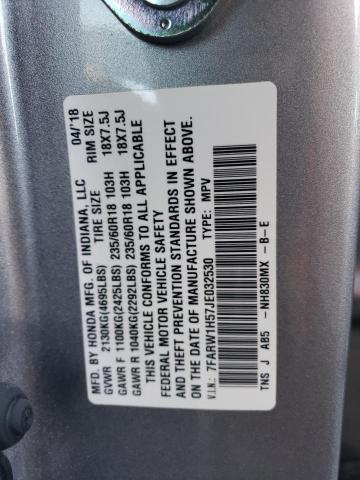 MFD. BY HONDA MFG. OF INDIANA, LLC 04/'18
TIRE SIZE RIM SIZE
GVWR 2130KG(4695LBS)
GAWR F 1100KG(2425LBS) 235/60R18 103H 18X7.5J
GAWR R 1040KG(2292LBS) 235/60R18 103H 18X7.5J
THIS VEHICLE CONFORMS TO ALL APPLICABLE
FEDERAL MOTOR VEHICLE SAFETY
AND THEFT PREVENTION STANDARDS IN EFFECT
ON THE DATE OF MANUFACTURE SHOWN ABOVE.
V.I.N.: 7FARW1H57JE032530 TYPE: MPV
TNS J AB5 -NH830MX -B-E